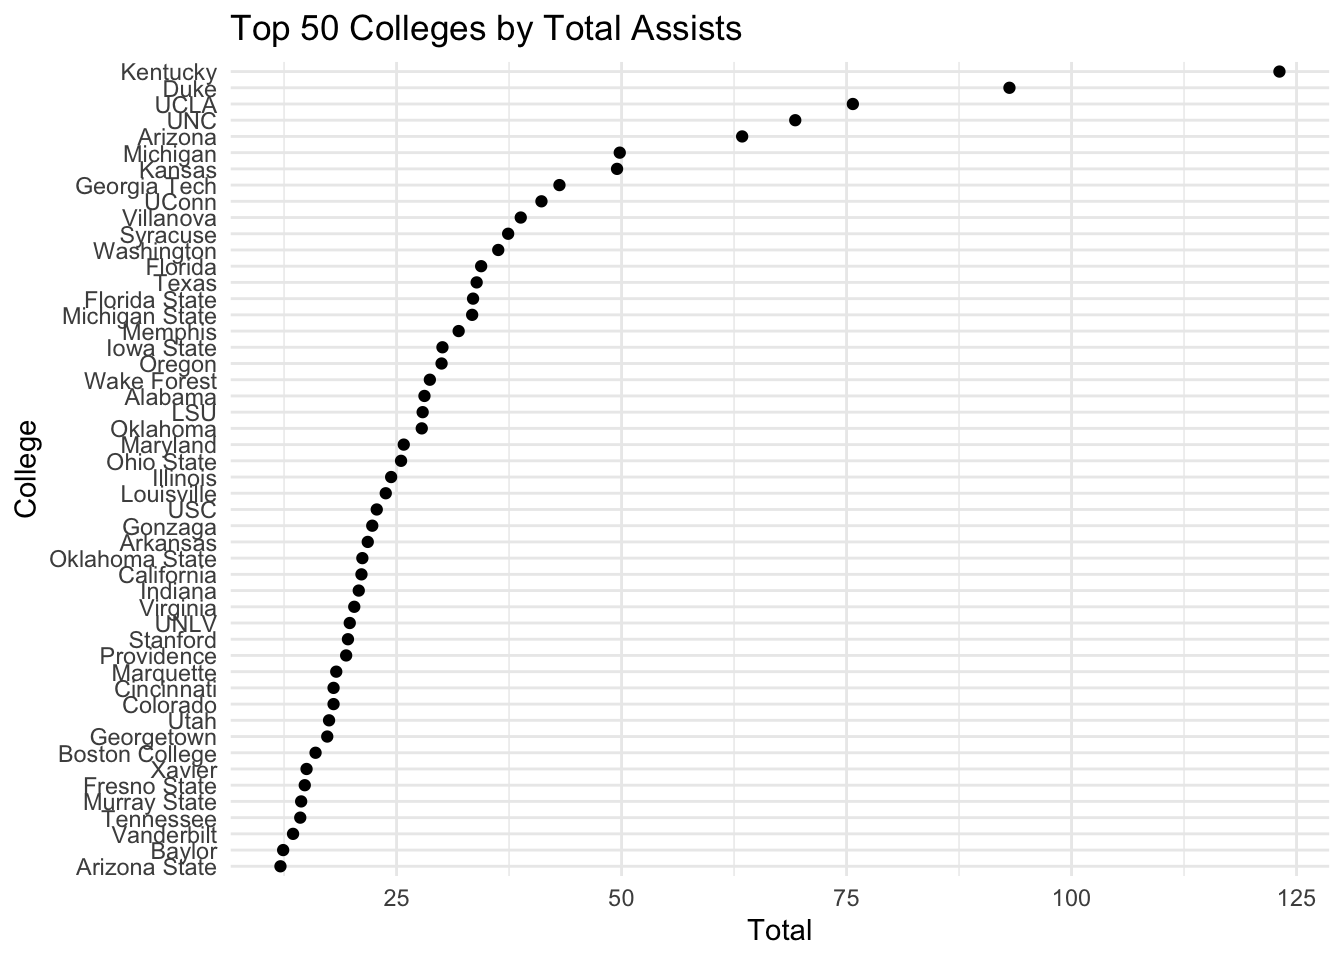 Top 50 Colleges by Total Assists
Kentucky
Duke
UCLA
UNC
Arizona
Michigan
Kansas
Georgia Tech
UConn
Villanova
Syracuse
Washington
Florida
Texas
Florida State
Michigan State
Memphis
Iowa State
Oregon
Wake Forest
Alabama
LSU
Oklahoma
Maryland
Ohio State
Illinois
Louisville
USC
Gonzaga
Arkansas
Oklahoma State
California
Indiana
Virginia
UNLV
Stanford
Providence
Marquette
Cincinnati
Colorado
Utah
Georgetown
Boston College
Xavier
Fresno State
Murray State
Tennessee
Vanderbilt
Baylor
Arizona State
College
25 50 75 100 125
Total